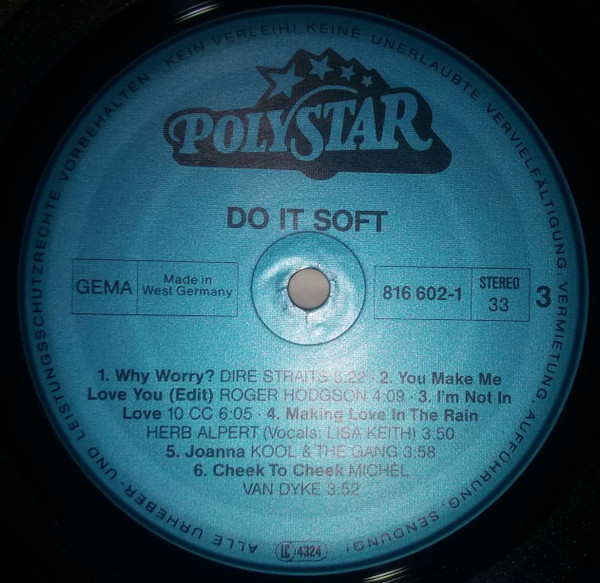 ALLE URHEBER- UND LEISTUNGSSCHUTZRECHTE VORBEHALTEN · KEIN VERLEIH! KEINE UNERLAUBTE VERVIELFÄLTIGUNG, VERMIETUNG, AUFFÜHRUNG, SENDUNG!
POLYSTAR
DO IT SOFT
GEMA
Made in
West Germany
816 602-1
STEREO
33
3
1. Why Worry? DIRE STRAITS 8:22 · 2. You Make Me
Love You (Edit) ROGER HODGSON 4:09 · 3. I'm Not In
Love 10 CC 6:05 · 4. Making Love In The Rain
HERB ALPERT (Vocals: LISA KEITH) 3:50
5. Joanna KOOL & THE GANG 3:58
6. Cheek To Cheek MICHEL
VAN DYKE 3:52
LC 4324